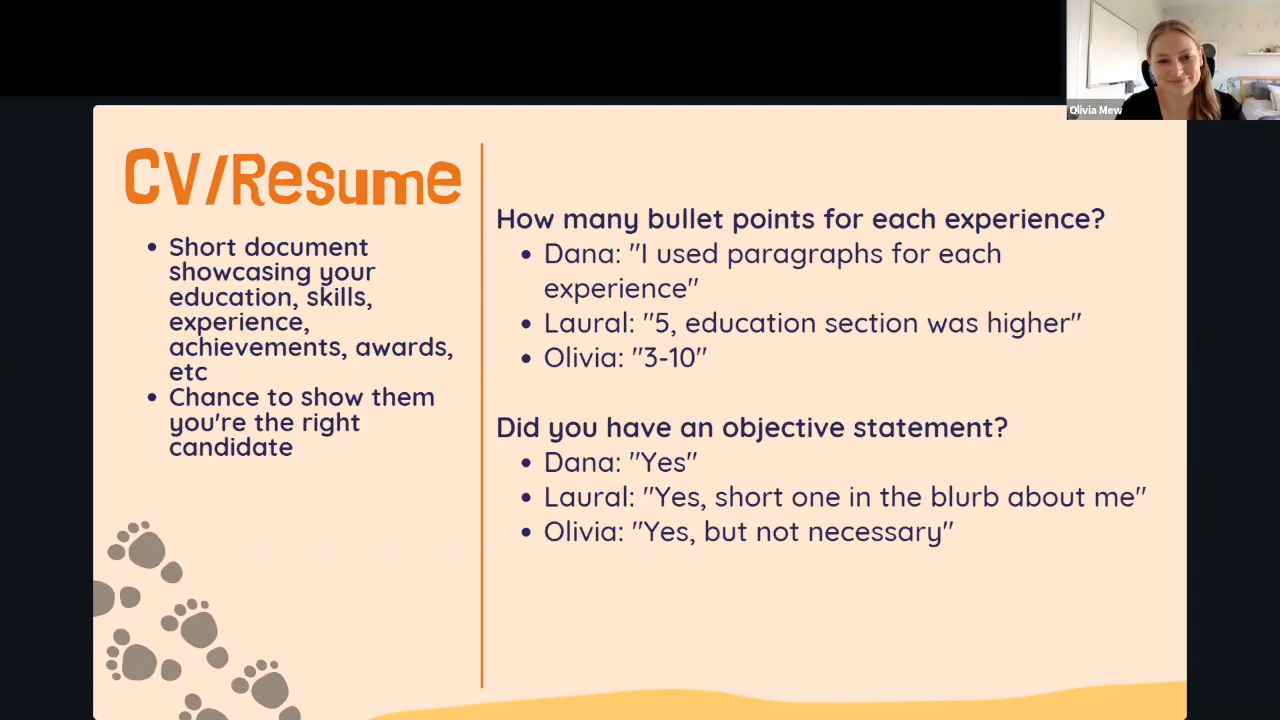 Olivia Mew
CV/Resume
• Short document
showcasing your
education, skills,
experience,
achievements, awards,
etc
• Chance to show them
you're the right
candidate
How many bullet points for each experience?
• Dana: "I used paragraphs for each
experience"
• Laural: "5, education section was higher"
• Olivia: "3-10"
Did you have an objective statement?
• Dana: "Yes"
• Laural: "Yes, short one in the blurb about me"
• Olivia: "Yes, but not necessary"